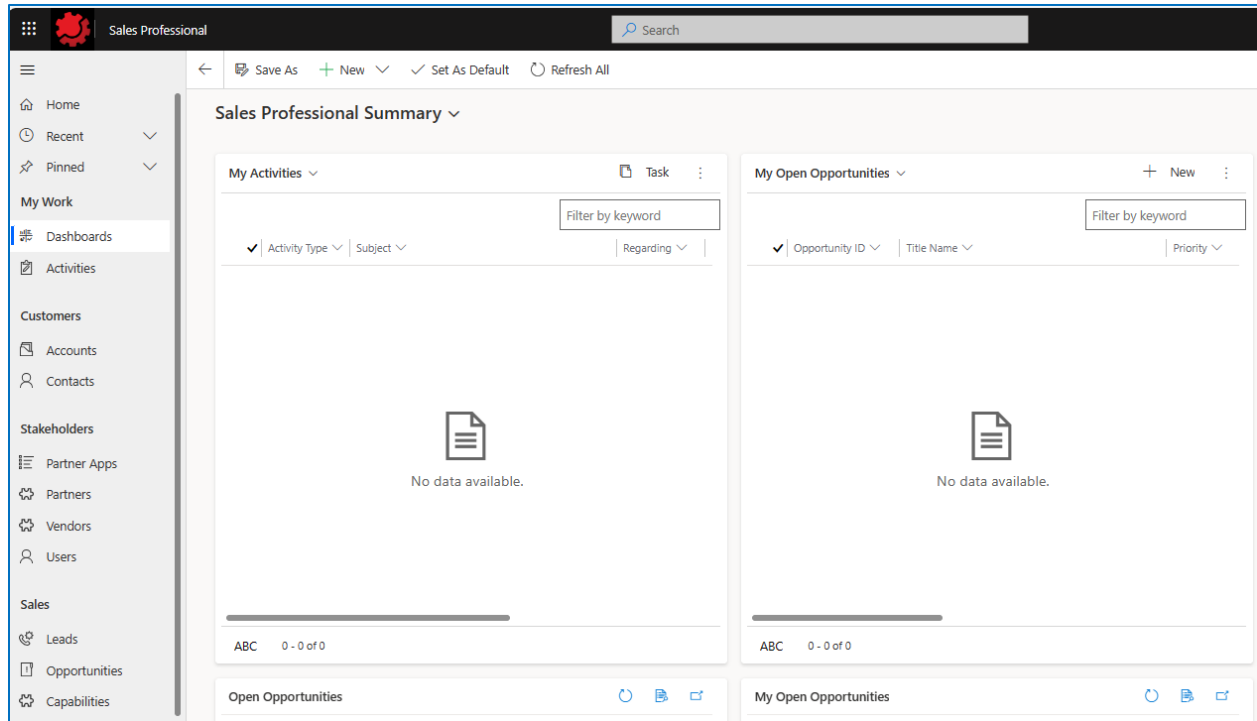 Sales Professional
Search
Save As New Set As Default Refresh All
Home
Recent
Pinned
My Work
Dashboards
Activities
Customers
Accounts
Contacts
Stakeholders
Partner Apps
Partners
Vendors
Users
Sales
Leads
Opportunities
Capabilities
Sales Professional Summary
My Activities Task
Filter by keyword
Activity Type Subject Regarding
No data available.
ABC 0 - 0 of 0
My Open Opportunities New
Filter by keyword
Opportunity ID Title Name Priority
No data available.
ABC 0 - 0 of 0
Open Opportunities
My Open Opportunities